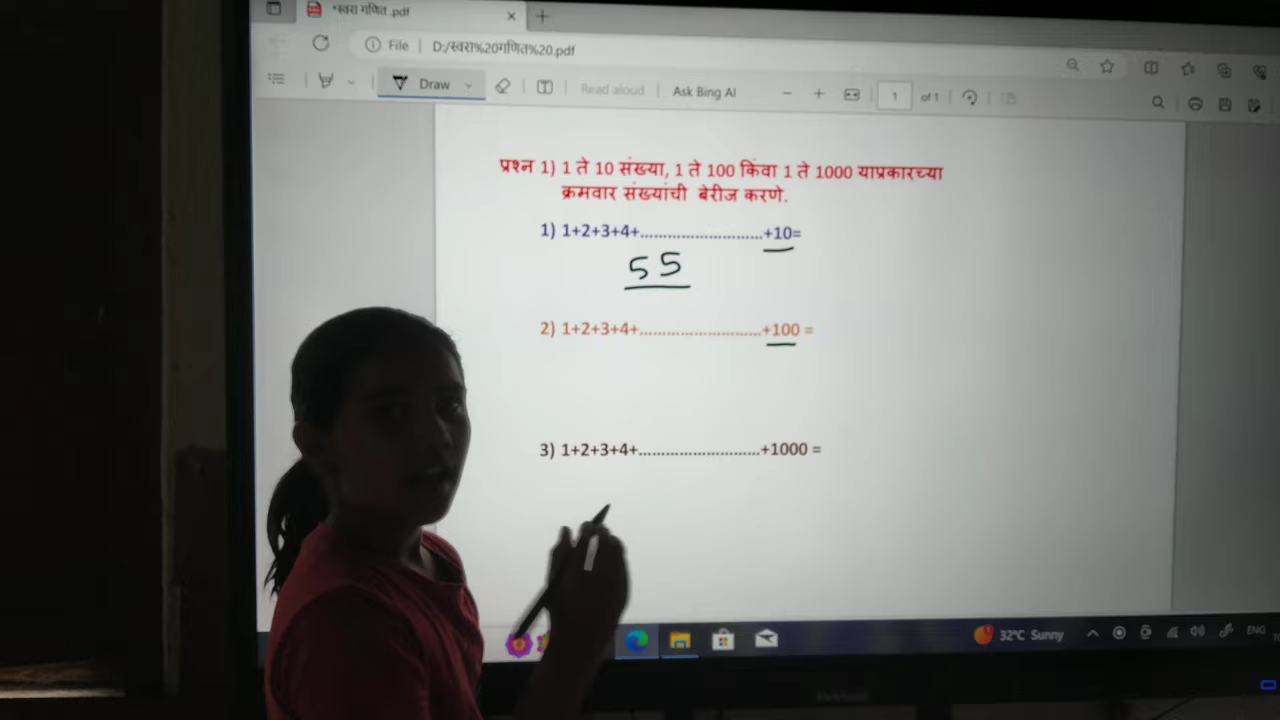 *स्वरा गणित .pdf
File D:/स्वरा%20गणित%20.pdf
Draw Read aloud Ask Bing AI 1 of 1
प्रश्न 1) 1 ते 10 संख्या, 1 ते 100 किंवा 1 ते 1000 याप्रकारच्या
क्रमवार संख्यांची बेरीज करणे.
1) 1+2+3+4+...........................+10=
55
2) 1+2+3+4+...........................+100 =
3) 1+2+3+4+...........................+1000 =
32°C Sunny ENG